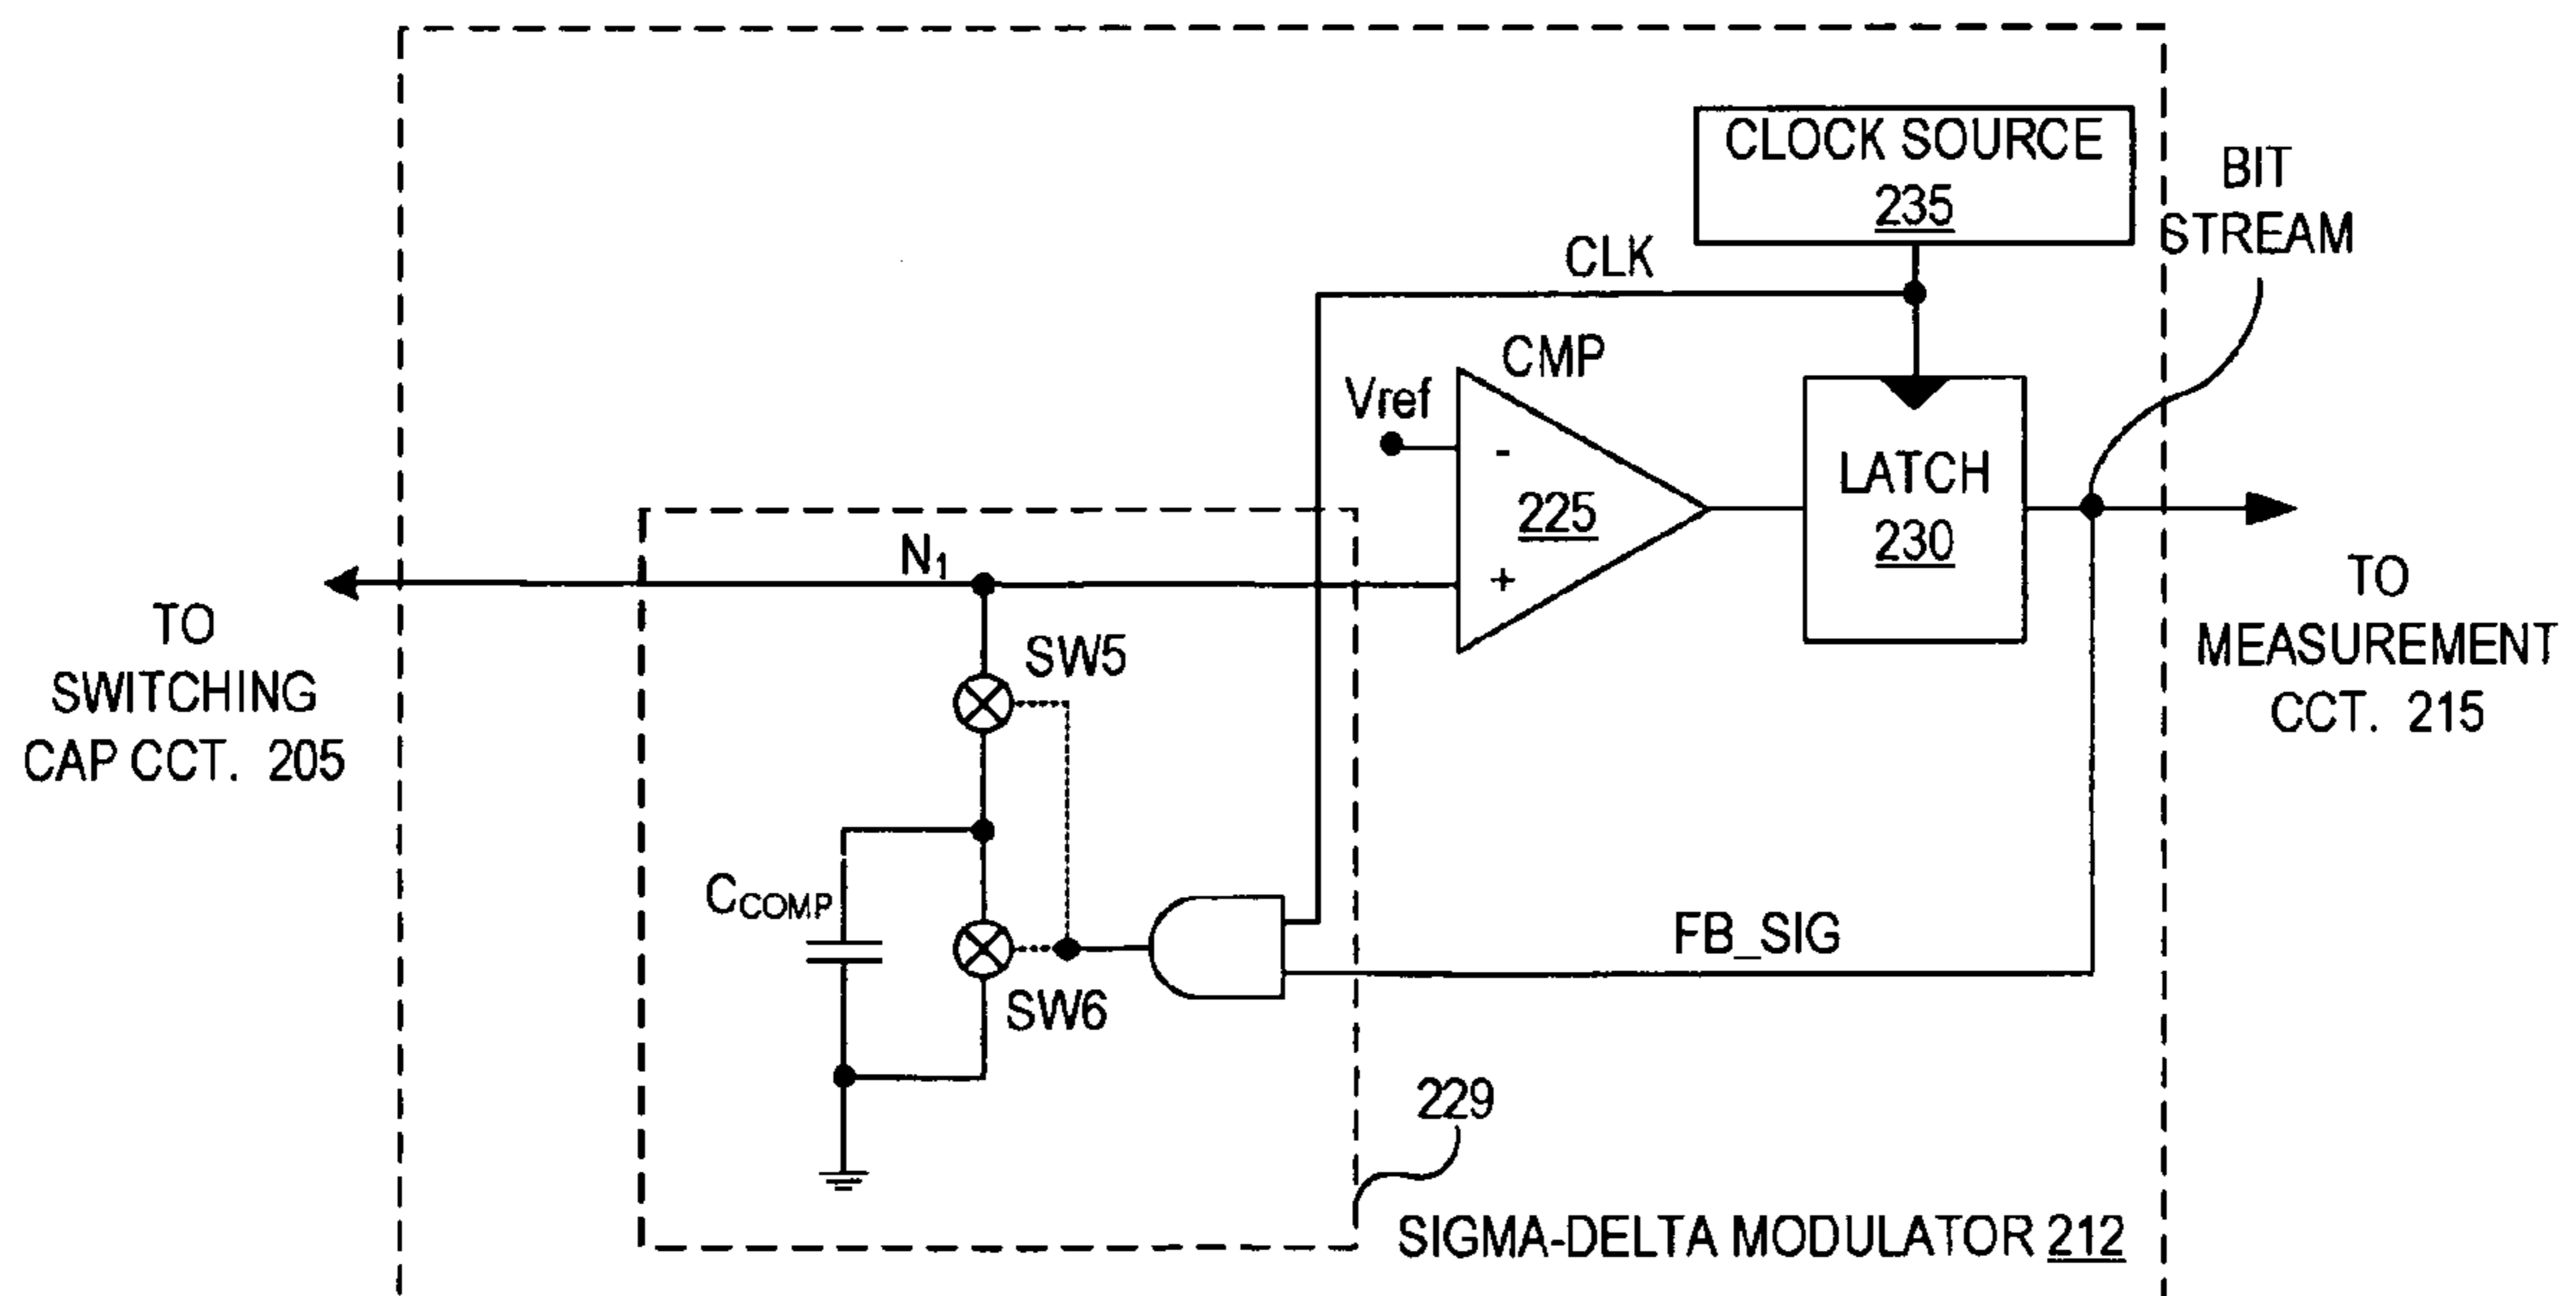 CLOCK SOURCE
235
BIT
STREAM
CLK
CMP
Vref
-
225
+
LATCH
230
N1
TO
SWITCHING
CAP CCT. 205
TO
MEASUREMENT
CCT. 215
SW5
CCOMP
SW6
FB_SIG
229
SIGMA-DELTA MODULATOR 212